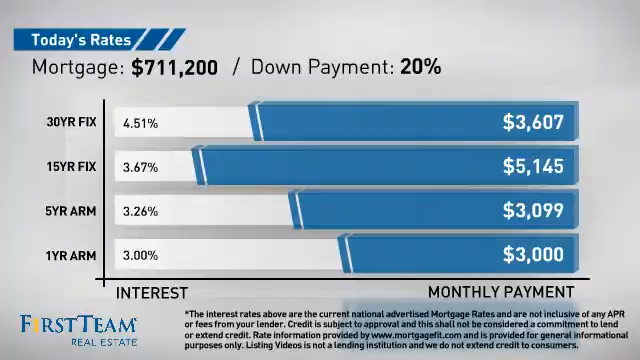 Today's Rates
Mortgage: $711,200 / Down Payment: 20%
30YR FIX 4.51% $3,607
15YR FIX 3.67% $5,145
5YR ARM 3.26% $3,099
1YR ARM 3.00% $3,000
INTEREST MONTHLY PAYMENT
FIRSTTEAM®
REAL ESTATE
*The interest rates above are the current national advertised Mortgage Rates and are not inclusive of any APR
or fees from your lender. Credit is subject to approval and this shall not be considered a commitment to lend
or extend credit. Rate information provided by www.mortgagefit.com and is provided for general informational
purposes only. Listing Videos is not a lending institution and we do not extend credit to consumers.